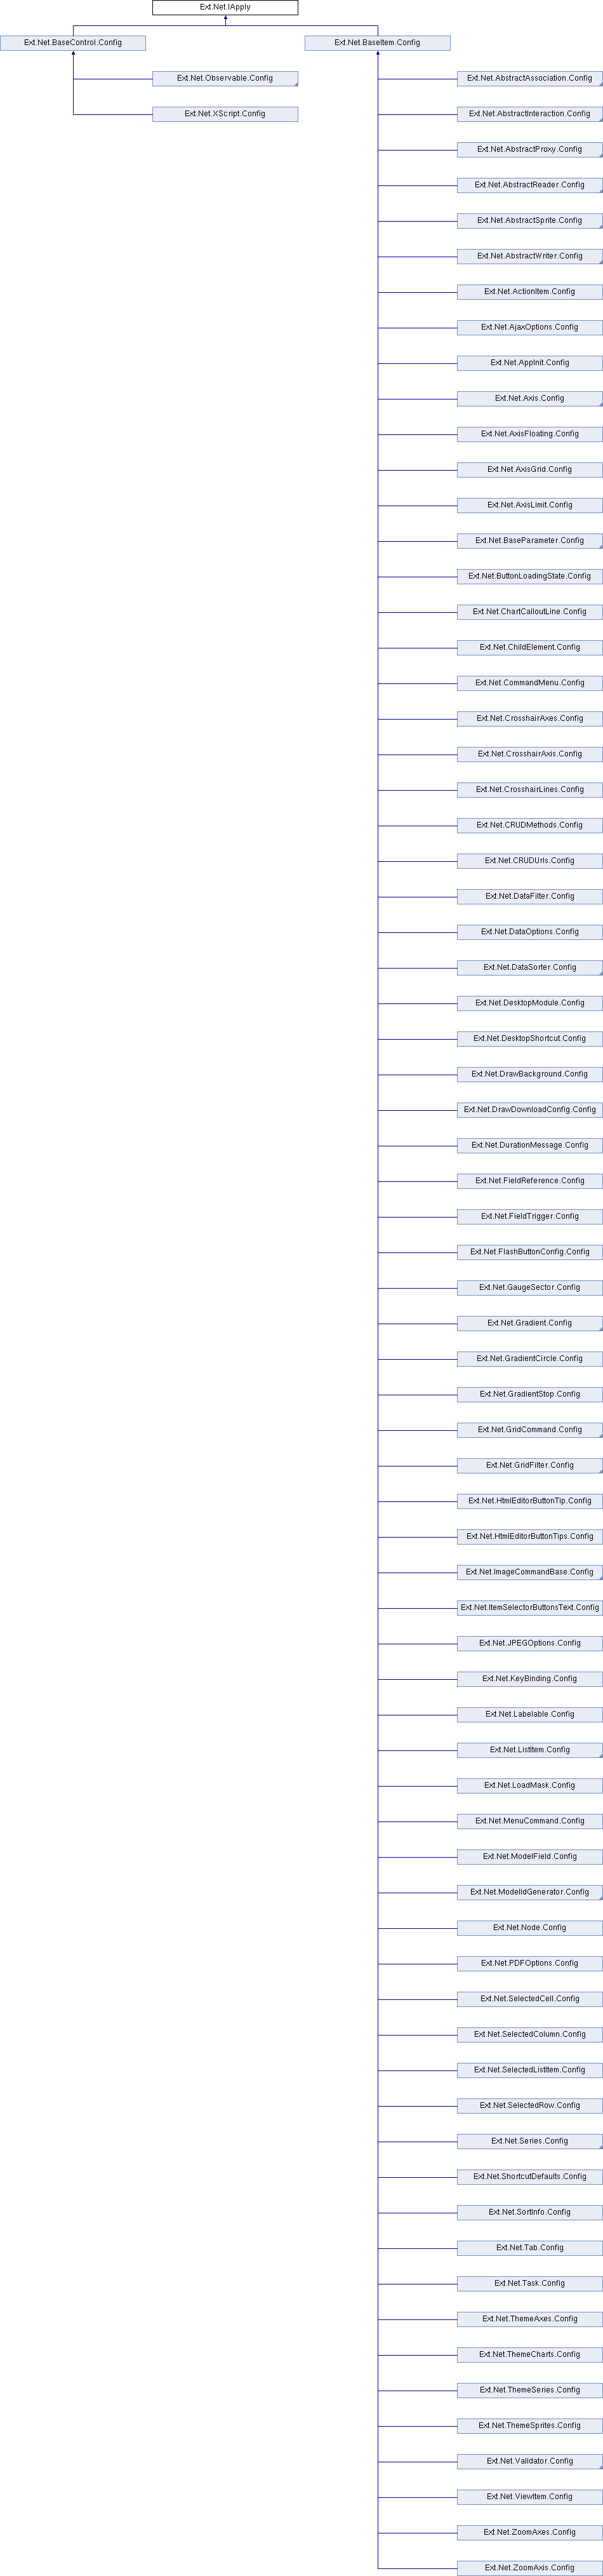 Ext.Net.IApply
Ext.Net.BaseControl.Config
Ext.Net.BaseItem.Config
Ext.Net.Observable.Config
Ext.Net.AbstractAssociation.Config
Ext.Net.XScript.Config
Ext.Net.AbstractInteraction.Config
Ext.Net.AbstractProxy.Config
Ext.Net.AbstractReader.Config
Ext.Net.AbstractSprite.Config
Ext.Net.AbstractWriter.Config
Ext.Net.ActionItem.Config
Ext.Net.AjaxOptions.Config
Ext.Net.AppInit.Config
Ext.Net.Axis.Config
Ext.Net.AxisFloating.Config
Ext.Net.AxisGrid.Config
Ext.Net.AxisLimit.Config
Ext.Net.BaseParameter.Config
Ext.Net.ButtonLoadingState.Config
Ext.Net.ChartCalloutLine.Config
Ext.Net.ChildElement.Config
Ext.Net.CommandMenu.Config
Ext.Net.CrosshairAxes.Config
Ext.Net.CrosshairAxis.Config
Ext.Net.CrosshairLines.Config
Ext.Net.CRUDMethods.Config
Ext.Net.CRUDUrls.Config
Ext.Net.DataFilter.Config
Ext.Net.DataOptions.Config
Ext.Net.DataSorter.Config
Ext.Net.DesktopModule.Config
Ext.Net.DesktopShortcut.Config
Ext.Net.DrawBackground.Config
Ext.Net.DrawDownloadConfig.Config
Ext.Net.DurationMessage.Config
Ext.Net.FieldReference.Config
Ext.Net.FieldTrigger.Config
Ext.Net.FlashButtonConfig.Config
Ext.Net.GaugeSector.Config
Ext.Net.Gradient.Config
Ext.Net.GradientCircle.Config
Ext.Net.GradientStop.Config
Ext.Net.GridCommand.Config
Ext.Net.GridFilter.Config
Ext.Net.HtmlEditorButtonTip.Config
Ext.Net.HtmlEditorButtonTips.Config
Ext.Net.ImageCommandBase.Config
Ext.Net.ItemSelectorButtonsText.Config
Ext.Net.JPEGOptions.Config
Ext.Net.KeyBinding.Config
Ext.Net.Labelable.Config
Ext.Net.ListItem.Config
Ext.Net.LoadMask.Config
Ext.Net.MenuCommand.Config
Ext.Net.ModelField.Config
Ext.Net.ModelIdGenerator.Config
Ext.Net.Node.Config
Ext.Net.PDFOptions.Config
Ext.Net.SelectedCell.Config
Ext.Net.SelectedColumn.Config
Ext.Net.SelectedListItem.Config
Ext.Net.SelectedRow.Config
Ext.Net.Series.Config
Ext.Net.ShortcutDefaults.Config
Ext.Net.SortInfo.Config
Ext.Net.Tab.Config
Ext.Net.Task.Config
Ext.Net.ThemeAxes.Config
Ext.Net.ThemeCharts.Config
Ext.Net.ThemeSeries.Config
Ext.Net.ThemeSprites.Config
Ext.Net.Validator.Config
Ext.Net.ViewItem.Config
Ext.Net.ZoomAxes.Config
Ext.Net.ZoomAxis.Config